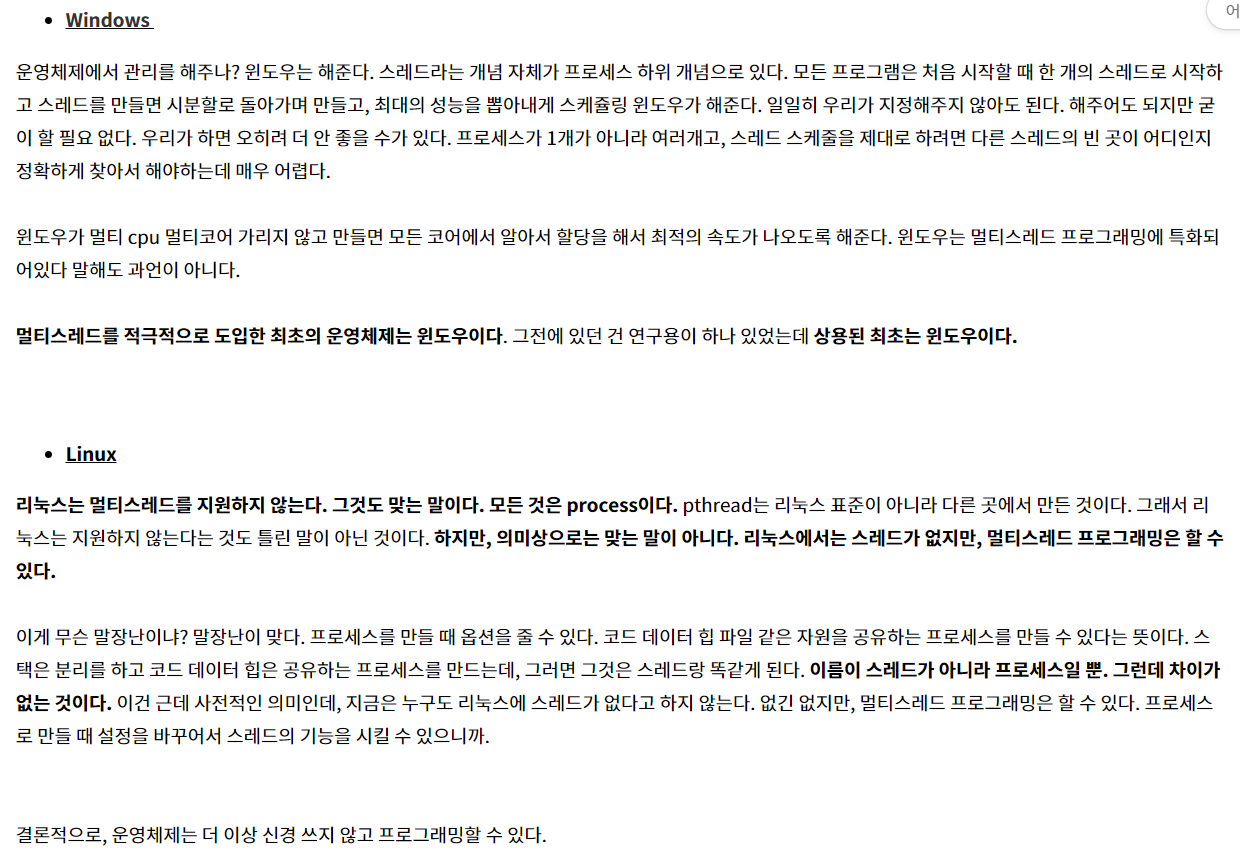 Windows
어
운영체제에서 관리를 해주나? 윈도우는 해준다. 스레드라는 개념 자체가 프로세스 하위 개념으로 있다. 모든 프로그램은 처음 시작할 때 한 개의 스레드로 시작하
고 스레드를 만들면 시분할로 돌아가며 만들고, 최대의 성능을 뽑아내게 스케쥴링 윈도우가 해준다. 일일히 우리가 지정해주지 않아도 된다. 해주어도 되지만 굳
이 할 필요 없다. 우리가 하면 오히려 더 안 좋을 수가 있다. 프로세스가 1개가 아니라 여러개고, 스레드 스케줄을 제대로 하려면 다른 스레드의 빈 곳이 어디인지
정확하게 찾아서 해야하는데 매우 어렵다.
윈도우가 멀티 cpu 멀티코어 가리지 않고 만들면 모든 코어에서 알아서 할당을 해서 최적의 속도가 나오도록 해준다. 윈도우는 멀티스레드 프로그래밍에 특화되
어있다 말해도 과언이 아니다.
멀티스레드를 적극적으로 도입한 최초의 운영체제는 윈도우이다. 그전에 있던 건 연구용이 하나 있었는데 상용된 최초는 윈도우이다.
Linux
리눅스는 멀티스레드를 지원하지 않는다. 그것도 맞는 말이다. 모든 것은 process이다. pthread는 리눅스 표준이 아니라 다른 곳에서 만든 것이다. 그래서 리
눅스는 지원하지 않는다는 것도 틀린 말이 아닌 것이다. 하지만, 의미상으로는 맞는 말이 아니다. 리눅스에서는 스레드가 없지만, 멀티스레드 프로그래밍은 할 수
있다.
이게 무슨 말장난이냐? 말장난이 맞다. 프로세스를 만들 때 옵션을 줄 수 있다. 코드 데이터 힙 파일 같은 자원을 공유하는 프로세스를 만들 수 있다는 뜻이다. 스
택은 분리를 하고 코드 데이터 힙은 공유하는 프로세스를 만드는데, 그러면 그것은 스레드랑 똑같게 된다. 이름이 스레드가 아니라 프로세스일 뿐. 그런데 차이가
없는 것이다. 이건 근데 사전적인 의미인데, 지금은 누구도 리눅스에 스레드가 없다고 하지 않는다. 없긴 없지만, 멀티스레드 프로그래밍은 할 수 있다. 프로세스
로 만들 때 설정을 바꾸어서 스레드의 기능을 시킬 수 있으니까.
결론적으로, 운영체제는 더 이상 신경 쓰지 않고 프로그래밍할 수 있다.